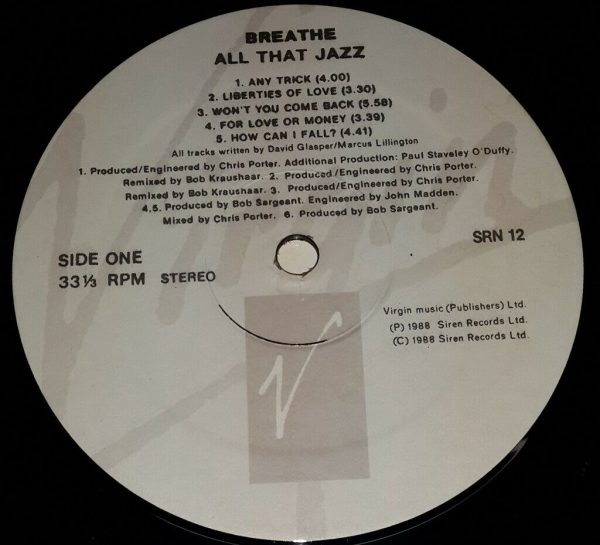 BREATHE
ALL THAT JAZZ
1. ANY TRICK (4.00)
2. LIBERTIES OF LOVE (3.30)
3. WON'T YOU COME BACK (5.58)
4. FOR LOVE OR MONEY (3.39)
5. HOW CAN I FALL? (4.41)
All tracks written by David Glasper/Marcus Lillington
1. Produced/Engineered by Chris Porter. Additional Production: Paul Staveley O'Duffy.
Remixed by Bob Kraushaar. 2. Produced/Engineered by Chris Porter.
Remixed by Bob Kraushaar. 3. Produced/Engineered by Chris Porter.
4,5. Produced by Bob Sargeant. Engineered by John Madden.
Mixed by Chris Porter. 6. Produced by Bob Sargeant.
SIDE ONE
33⅓ RPM STEREO
SRN 12
Virgin music (Publishers) Ltd.
(P) 1988 Siren Records Ltd.
(C) 1988 Siren Records Ltd.
Virgin
V